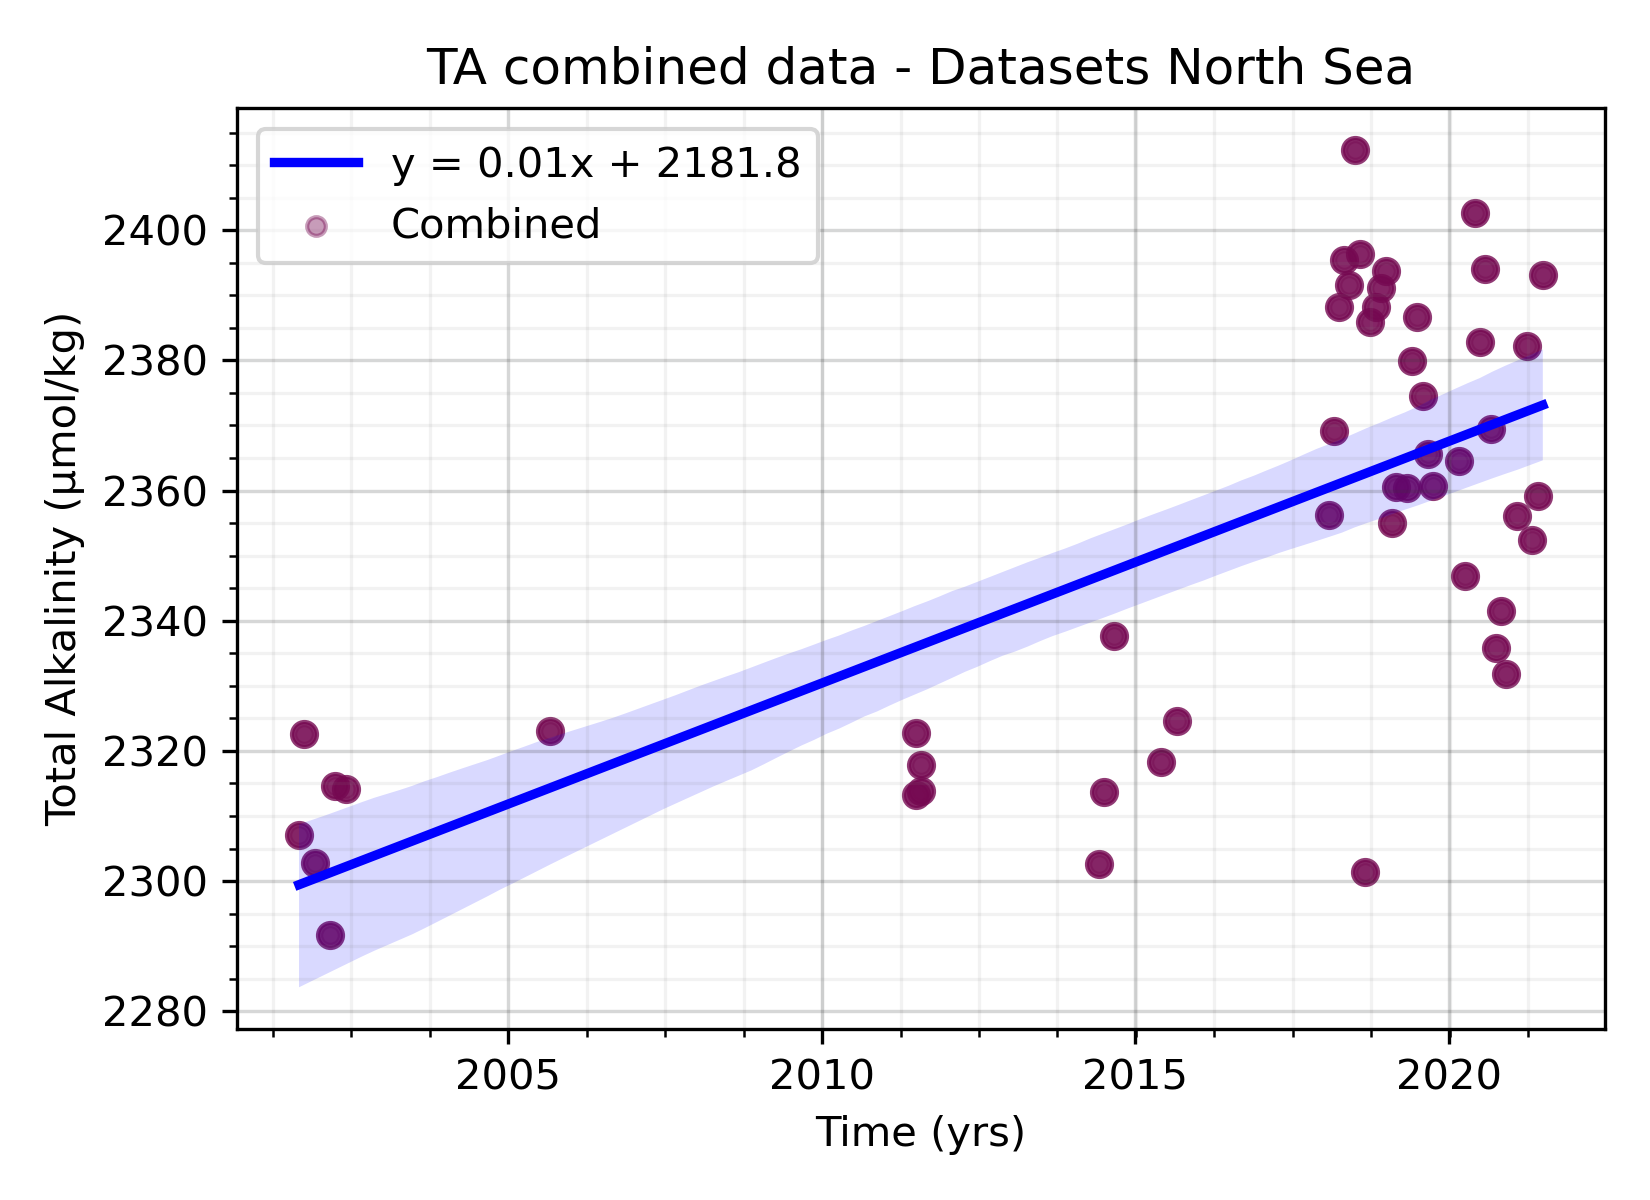 TA combined data - Datasets North Sea
y = 0.01x + 2181.8
Combined
2400
2380
2360
2340
2320
2300
2280
Total Alkalinity (μmol/kg)
2005 2010 2015 2020
Time (yrs)